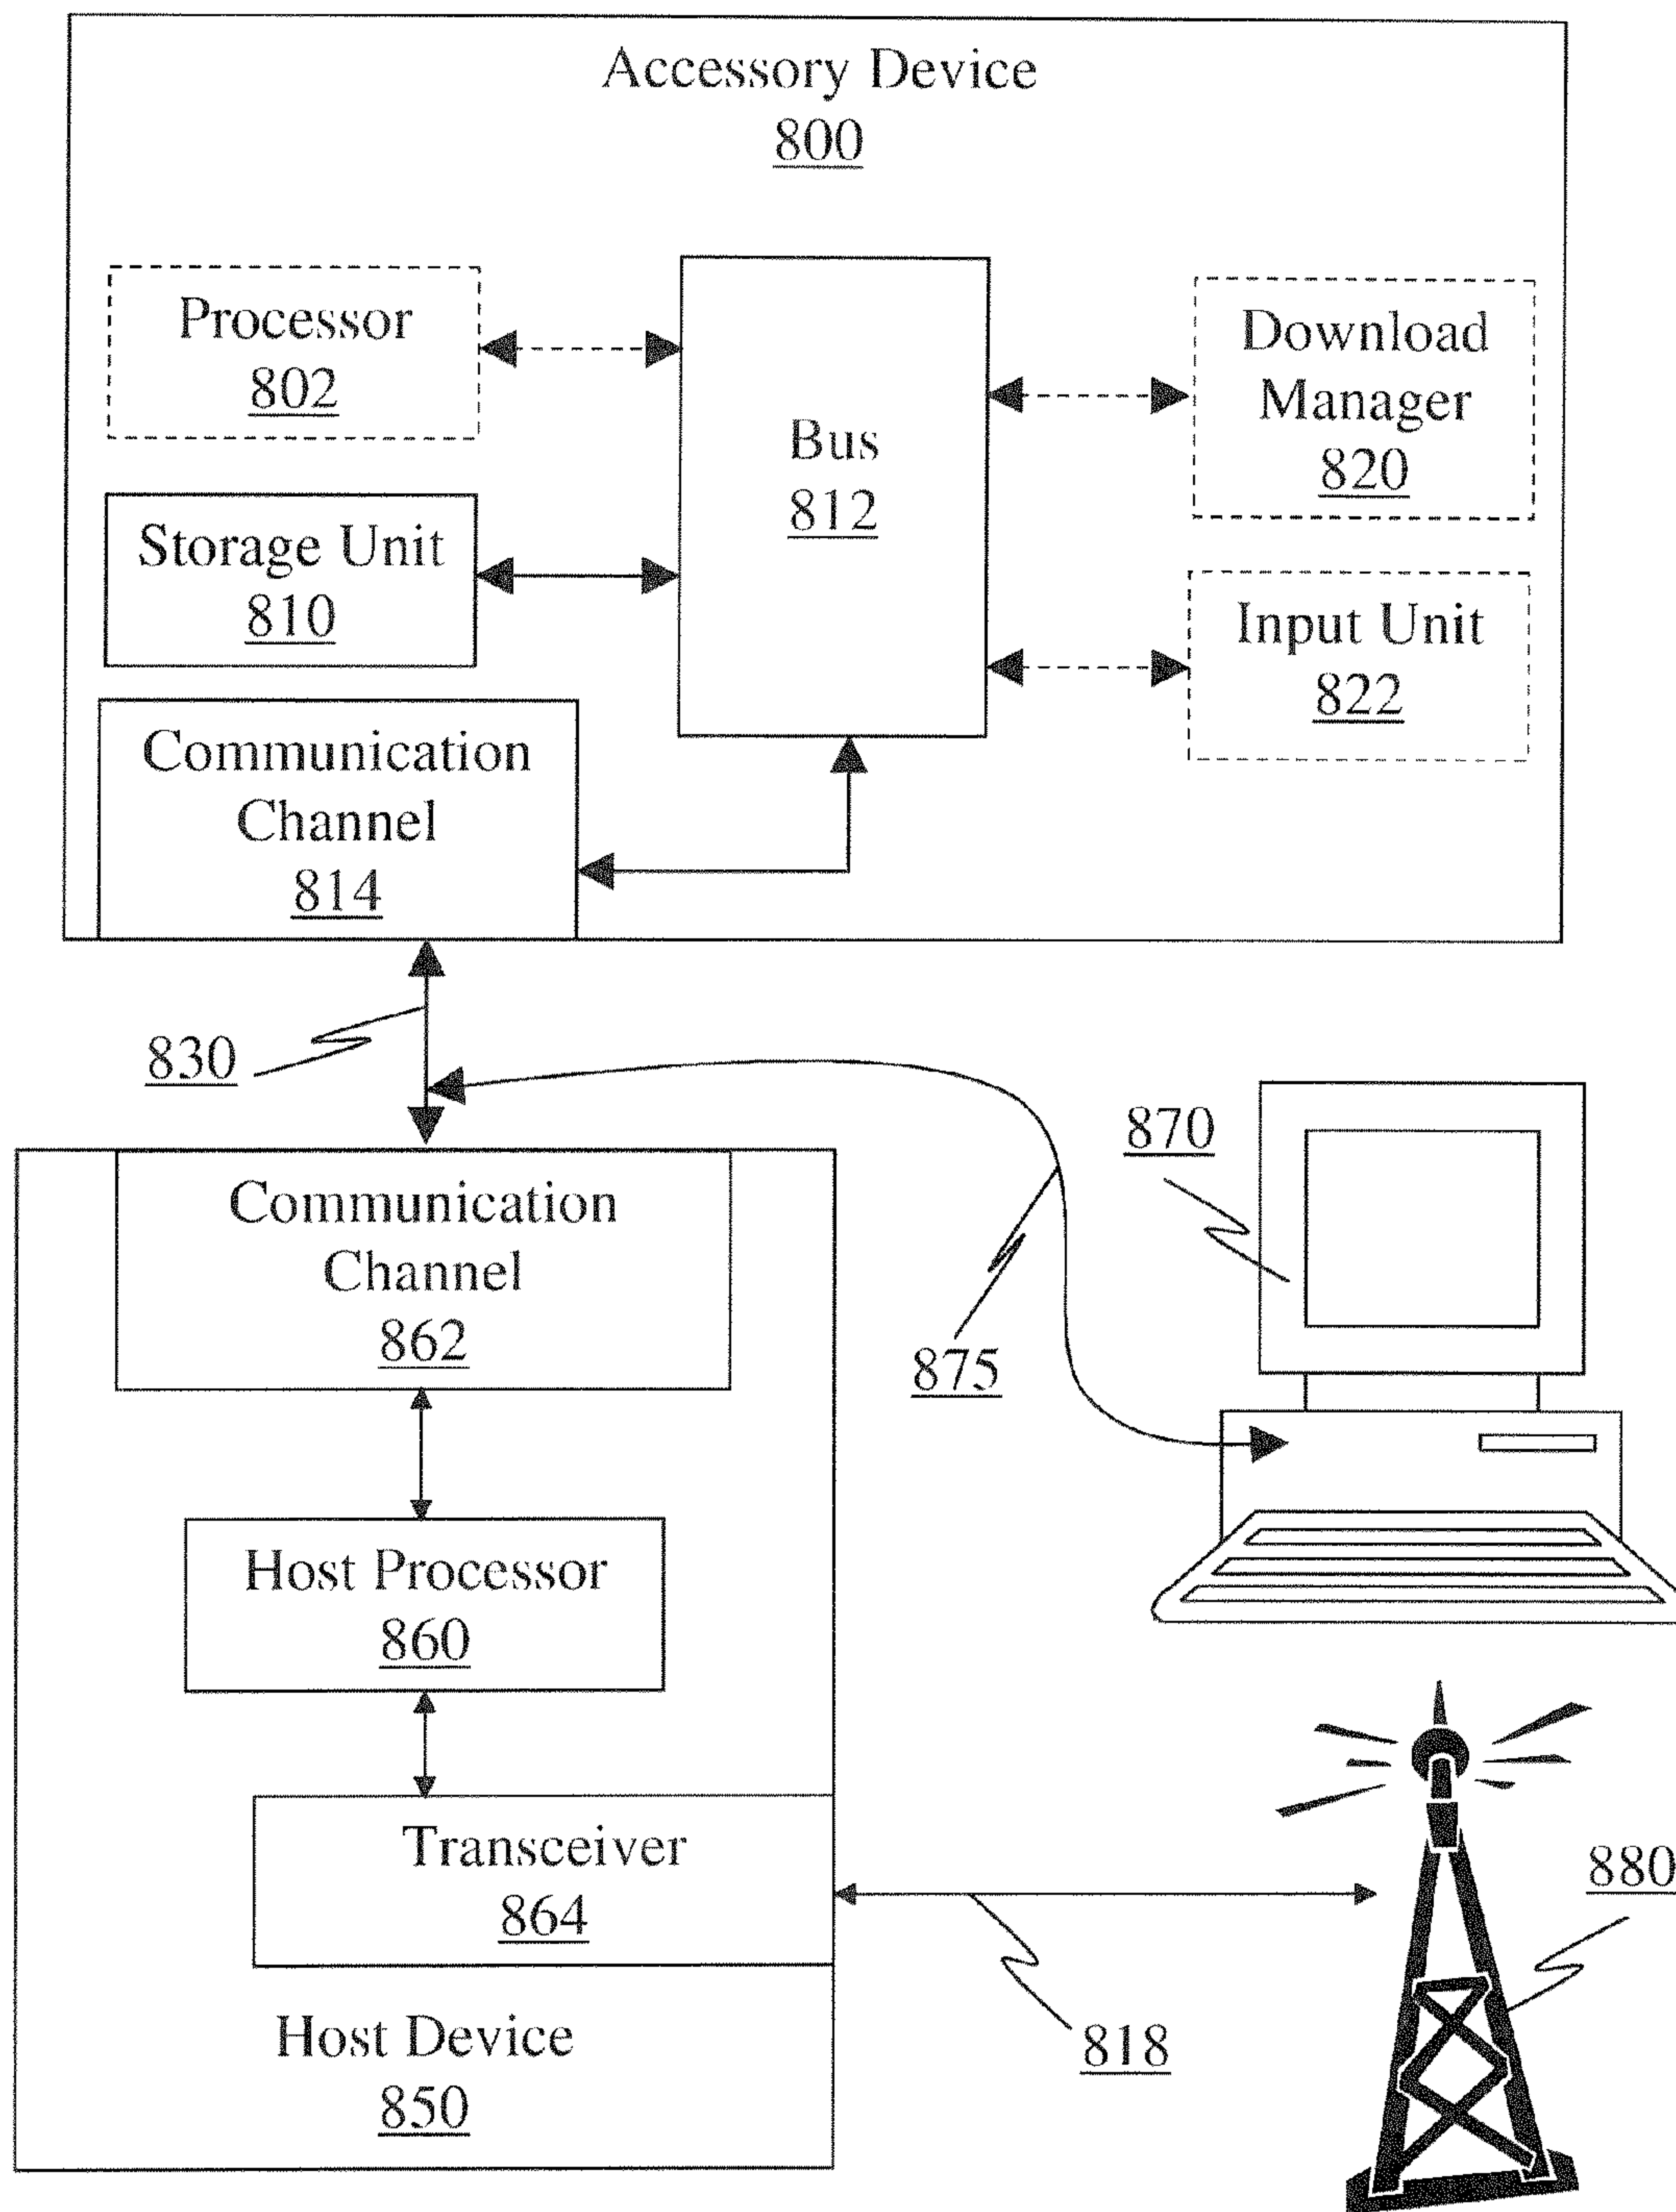 Accessory Device
800
Processor
802
Bus
812
Download
Manager
820
Storage Unit
810
Input Unit
822
Communication
Channel
814
830
870
Communication
Channel
862
875
Host Processor
860
Transceiver
864
880
818
Host Device
850